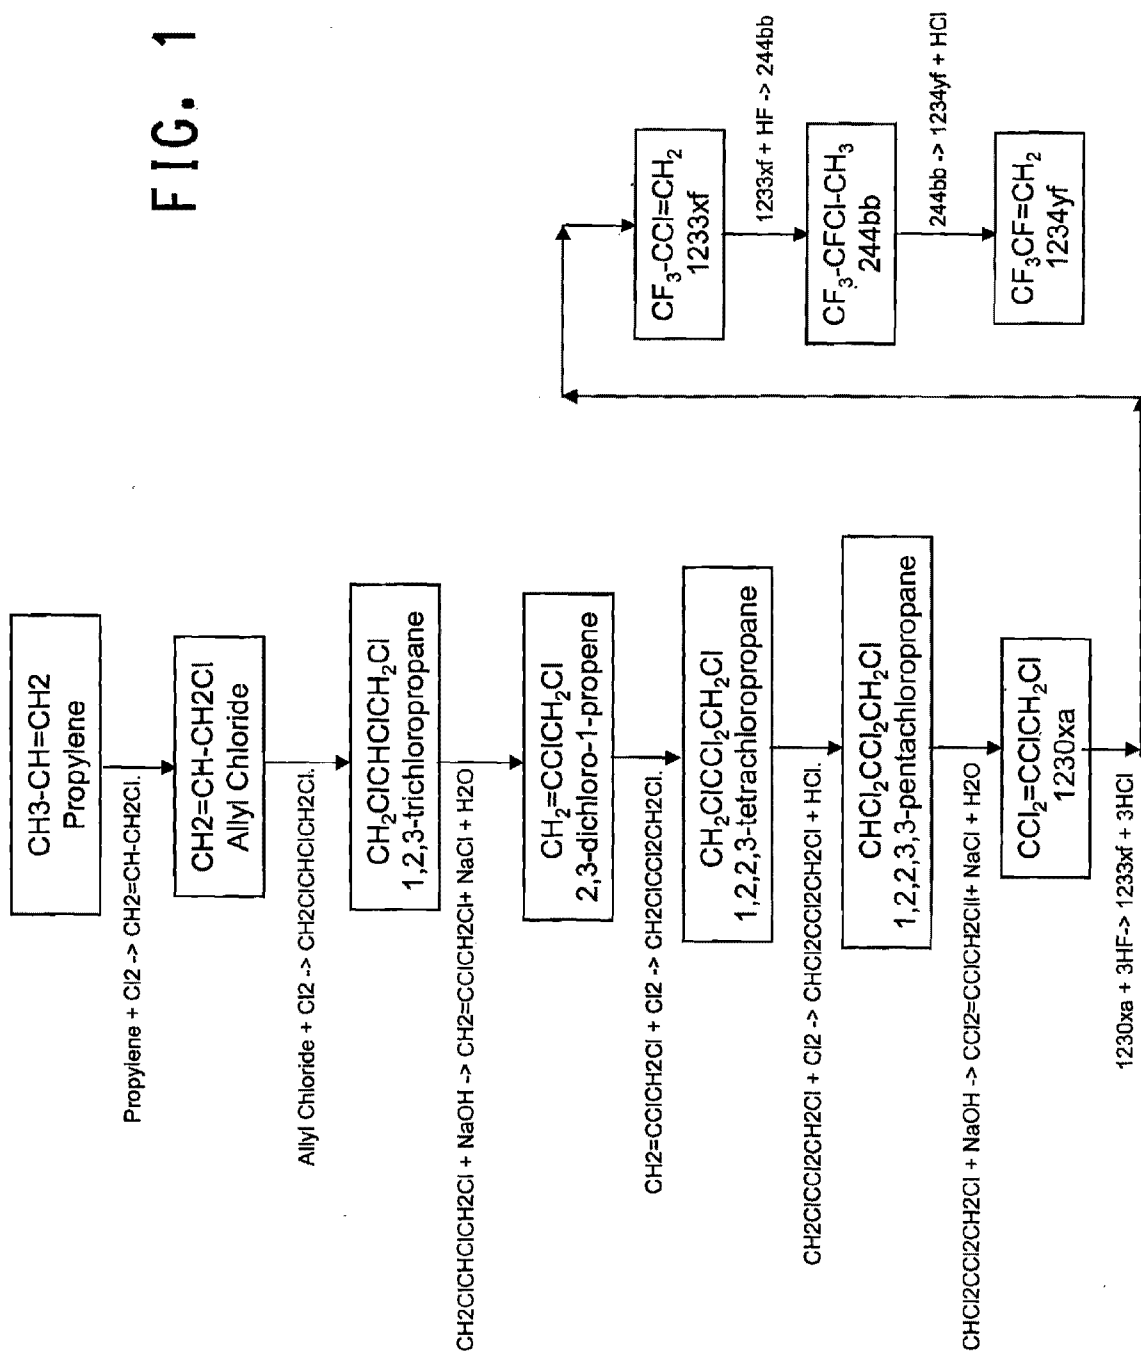 FIG. 1
CH3-CH=CH2
Propylene
Propylene + Cl2 -> CH2=CH-CH2Cl.
CH2=CH-CH2Cl
Allyl Chloride
Allyl Chloride + Cl2 -> CH2ClCHClCH2Cl.
CH₂ClCHClCH₂Cl
1,2,3-trichloropropane
CH2ClCHClCH2Cl + NaOH -> CH2=CClCH2Cl+ NaCl + H2O
CH₂=CClCH₂Cl
2,3-dichloro-1-propene
CH2=CClCH2Cl + Cl2 -> CH2ClCCl2CH2Cl.
CH₂ClCCl₂CH₂Cl
1,2,2,3-tetrachloropropane
CH2ClCCl2CH2Cl + Cl2 -> CHCl2CCl2CH2Cl + HCl.
CHCl₂CCl₂CH₂Cl
1,2,2,3,3-pentachloropropane
CHCl2CCl2CH2Cl + NaOH -> CCl2=CClCH2Cll+ NaCl + H2O
CCl₂=CClCH₂Cl
1230xa
1230xa + 3HF-> 1233xf + 3HCl
CF₃-CCl=CH₂
1233xf
1233xf + HF -> 244bb
CF₃-CFCl-CH₃
244bb
244bb -> 1234yf + HCl
CF₃CF=CH₂
1234yf